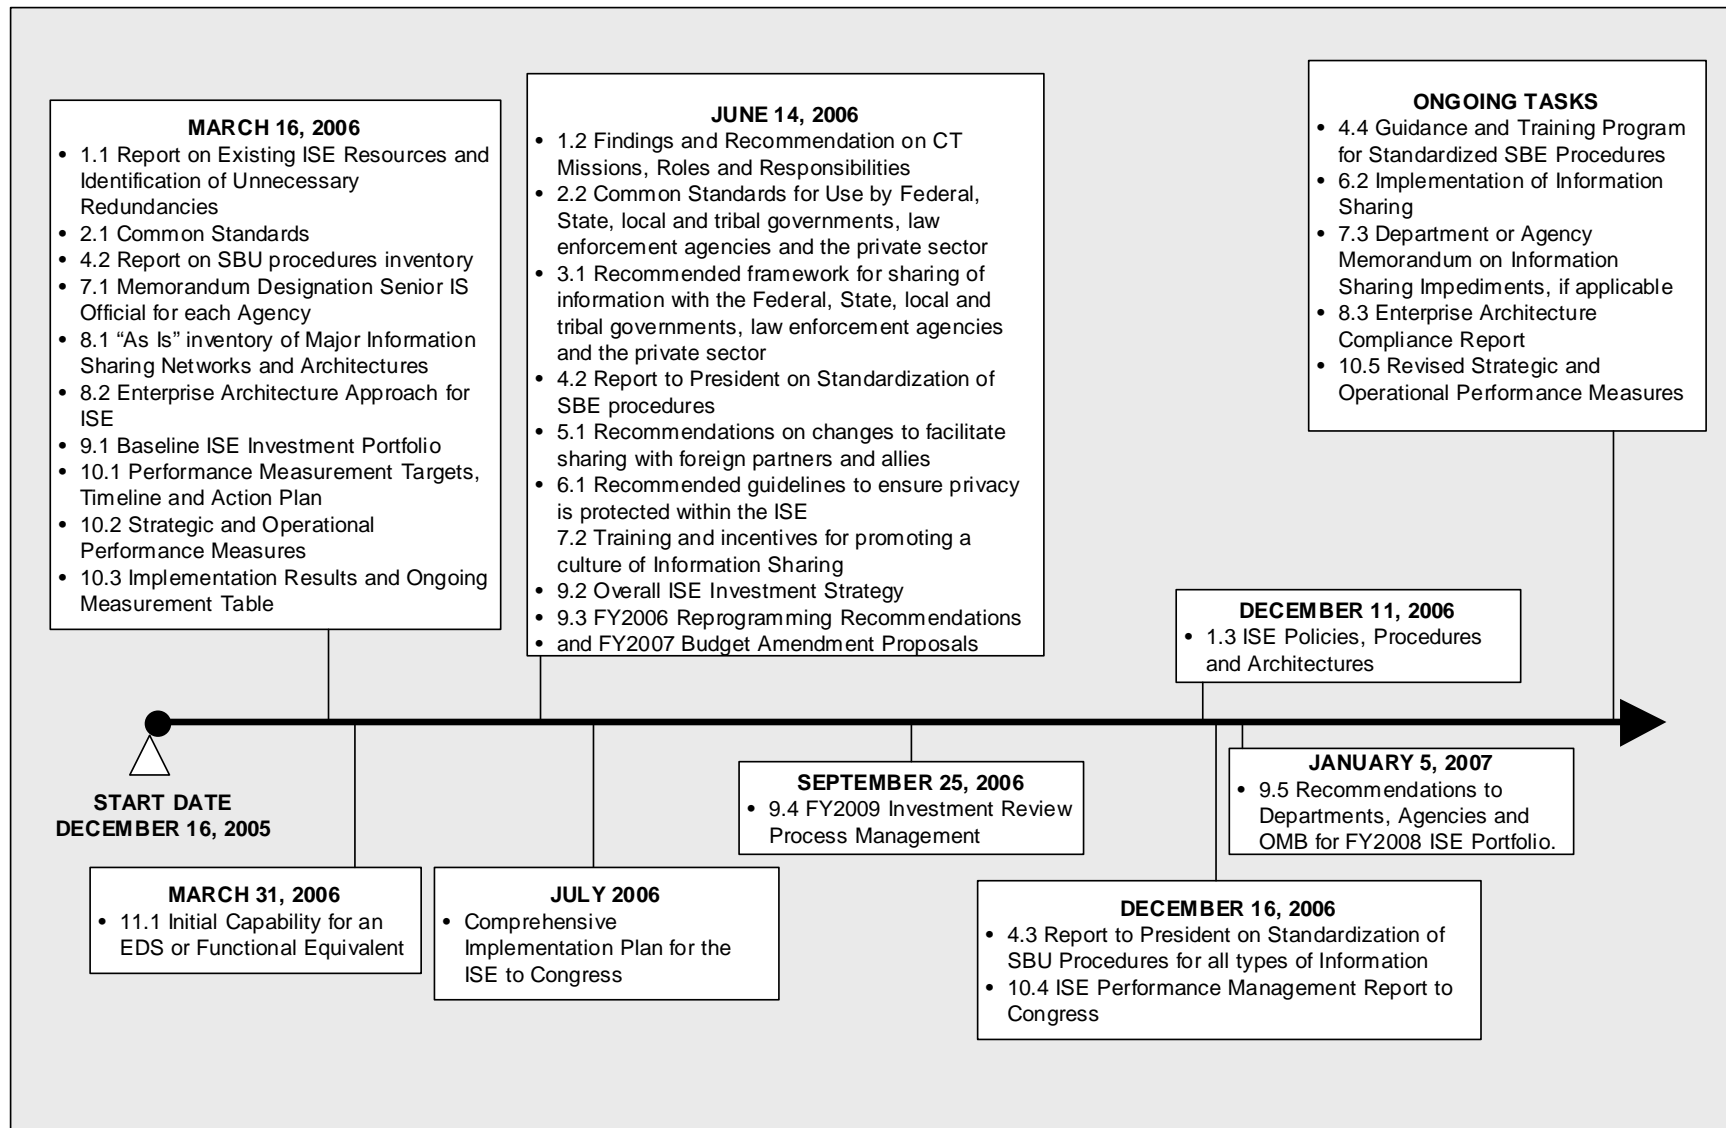 MARCH 16, 2006
• 1.1 Report on Existing ISE Resources and
Identification of Unnecessary
Redundancies
• 2.1 Common Standards
• 4.2 Report on SBU procedures inventory
• 7.1 Memorandum Designation Senior IS
Official for each Agency
• 8.1 “As Is” inventory of Major Information
Sharing Networks and Architectures
• 8.2 Enterprise Architecture Approach for
ISE
• 9.1 Baseline ISE Investment Portfolio
• 10.1 Performance Measurement Targets,
Timeline and Action Plan
• 10.2 Strategic and Operational
Performance Measures
• 10.3 Implementation Results and Ongoing
Measurement Table
JUNE 14, 2006
• 1.2 Findings and Recommendation on CT
Missions, Roles and Responsibilities
• 2.2 Common Standards for Use by Federal,
State, local and tribal governments, law
enforcement agencies and the private sector
• 3.1 Recommended framework for sharing of
information with the Federal, State, local and
tribal governments, law enforcement agencies
and the private sector
• 4.2 Report to President on Standardization of
SBE procedures
• 5.1 Recommendations on changes to facilitate
sharing with foreign partners and allies
• 6.1 Recommended guidelines to ensure privacy
is protected within the ISE
7.2 Training and incentives for promoting a
culture of Information Sharing
• 9.2 Overall ISE Investment Strategy
• 9.3 FY2006 Reprogramming Recommendations
• and FY2007 Budget Amendment Proposals
ONGOING TASKS
• 4.4 Guidance and Training Program
for Standardized SBE Procedures
• 6.2 Implementation of Information
Sharing
• 7.3 Department or Agency
Memorandum on Information
Sharing Impediments, if applicable
• 8.3 Enterprise Architecture
Compliance Report
• 10.5 Revised Strategic and
Operational Performance Measures
DECEMBER 11, 2006
• 1.3 ISE Policies, Procedures
and Architectures
START DATE
DECEMBER 16, 2005
MARCH 31, 2006
• 11.1 Initial Capability for an
EDS or Functional Equivalent
JULY 2006
• Comprehensive
Implementation Plan for the
ISE to Congress
SEPTEMBER 25, 2006
• 9.4 FY2009 Investment Review
Process Management
JANUARY 5, 2007
• 9.5 Recommendations to
Departments, Agencies and
OMB for FY2008 ISE Portfolio.
DECEMBER 16, 2006
• 4.3 Report to President on Standardization of
SBU Procedures for all types of Information
• 10.4 ISE Performance Management Report to
Congress